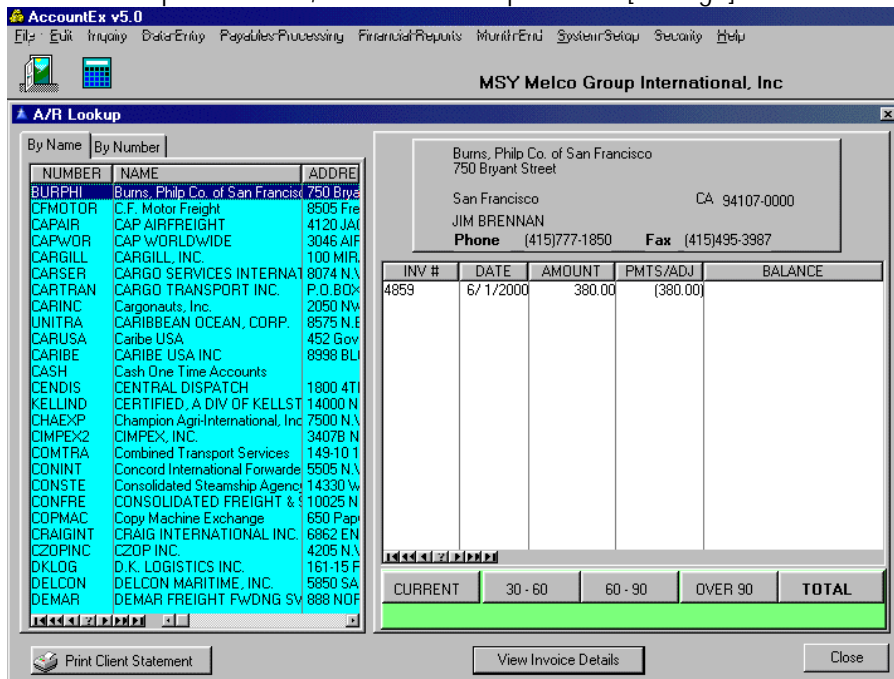 AccountEx v5.0
File Edit Inquiry Data Entry Payables Processing Financial Reports Month End System Setup Security Help
MSY Melco Group International, Inc
A/R Lookup
By Name By Number
NUMBER NAME ADDRE
BURPHI Burns, Philp Co. of San Francisc 750 Brya
CFMOTOR C.F. Motor Freight 8505 Fre
CAPAIR CAP AIRFREIGHT 4120 JA
CAPWOR CAP WORLDWIDE 3046 AIF
CARGILL CARGILL, INC. 100 MIR
CARSER CARGO SERVICES INTERNAT 8074 N.
CARTRAN CARGO TRANSPORT INC. P.O.BOX
CARINC Cargonauts, Inc. 2050 NW
UNITRA CARIBBEAN OCEAN, CORP. 8575 N.E
CARUSA Caribe USA 452 Gov
CARIBE CARIBE USA INC 8998 BL
CASH Cash One Time Accounts
CENDIS CENTRAL DISPATCH 1800 4T
KELLIND CERTIFIED, A DIV OF KELLST 14000 N
CHAEXP Champion Agri-International, Inc 7500 N.
CIMPEX2 CIMPEX, INC. 3407B N
COMTRA Combined Transport Services 149-10 1
CONINT Concord International Forwarde 5505 N.
CONSTE Consolidated Steamship Agenc 14330 W
CONFRE CONSOLIDATED FREIGHT & S 10025 N
COPMAC Copy Machine Exchange 650 Pap
CRAIGINT CRAIG INTERNATIONAL INC. 6862 EN
CZOPINC CZOP INC. 4205 N.
DKLOG D.K. LOGISTICS INC. 161-15 F
DELCON DELCON MARITIME, INC. 5850 SA
DEMAR DEMAR FREIGHT FWDNG SV 888 NOF
Burns, Philp Co. of San Francisco
750 Bryant Street
San Francisco CA 94107-0000
JIM BRENNAN
Phone (415)777-1850 Fax (415)495-3987
INV # DATE AMOUNT PMTS/ADJ BALANCE
4859 6/ 1/2000 380.00 (380.00)
CURRENT 30 - 60 60 - 90 OVER 90 TOTAL
Print Client Statement View Invoice Details Close